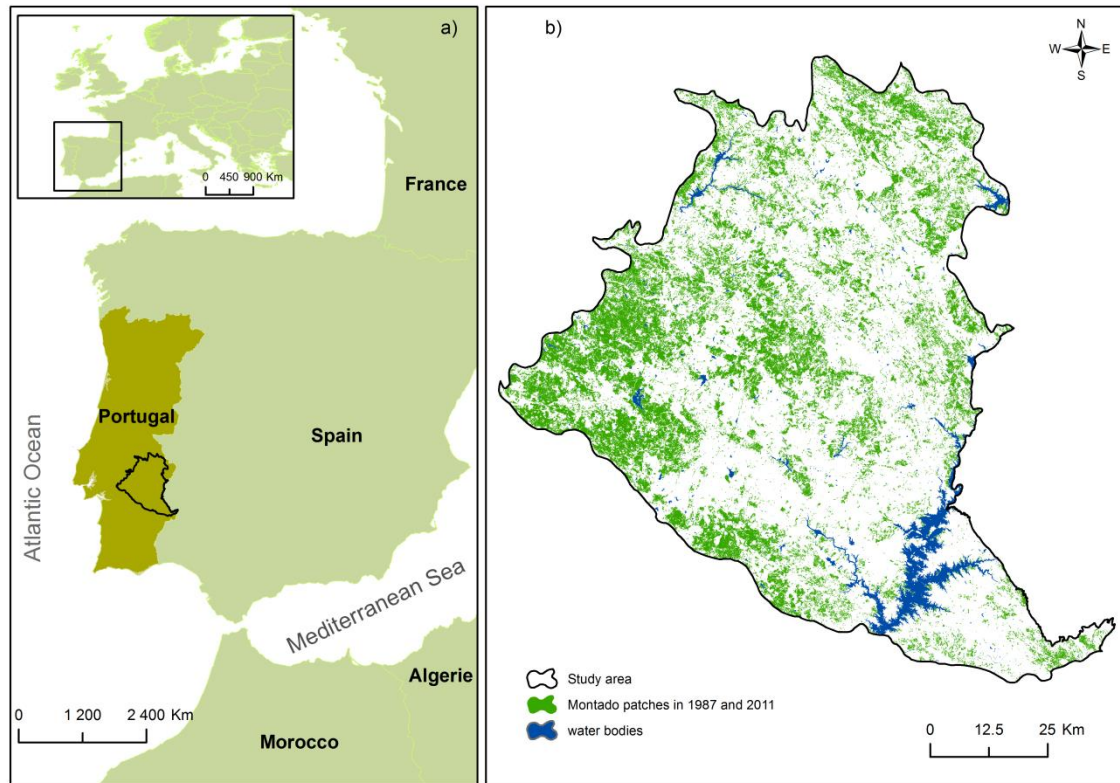 a)
0 450 900 Km
France
Portugal
Spain
Atlantic Ocean
Mediterranean Sea
Algerie
Morocco
0 1 200 2 400 Km
b)
N
W E
S
Study area
Montado patches in 1987 and 2011
water bodies
0 12.5 25 Km